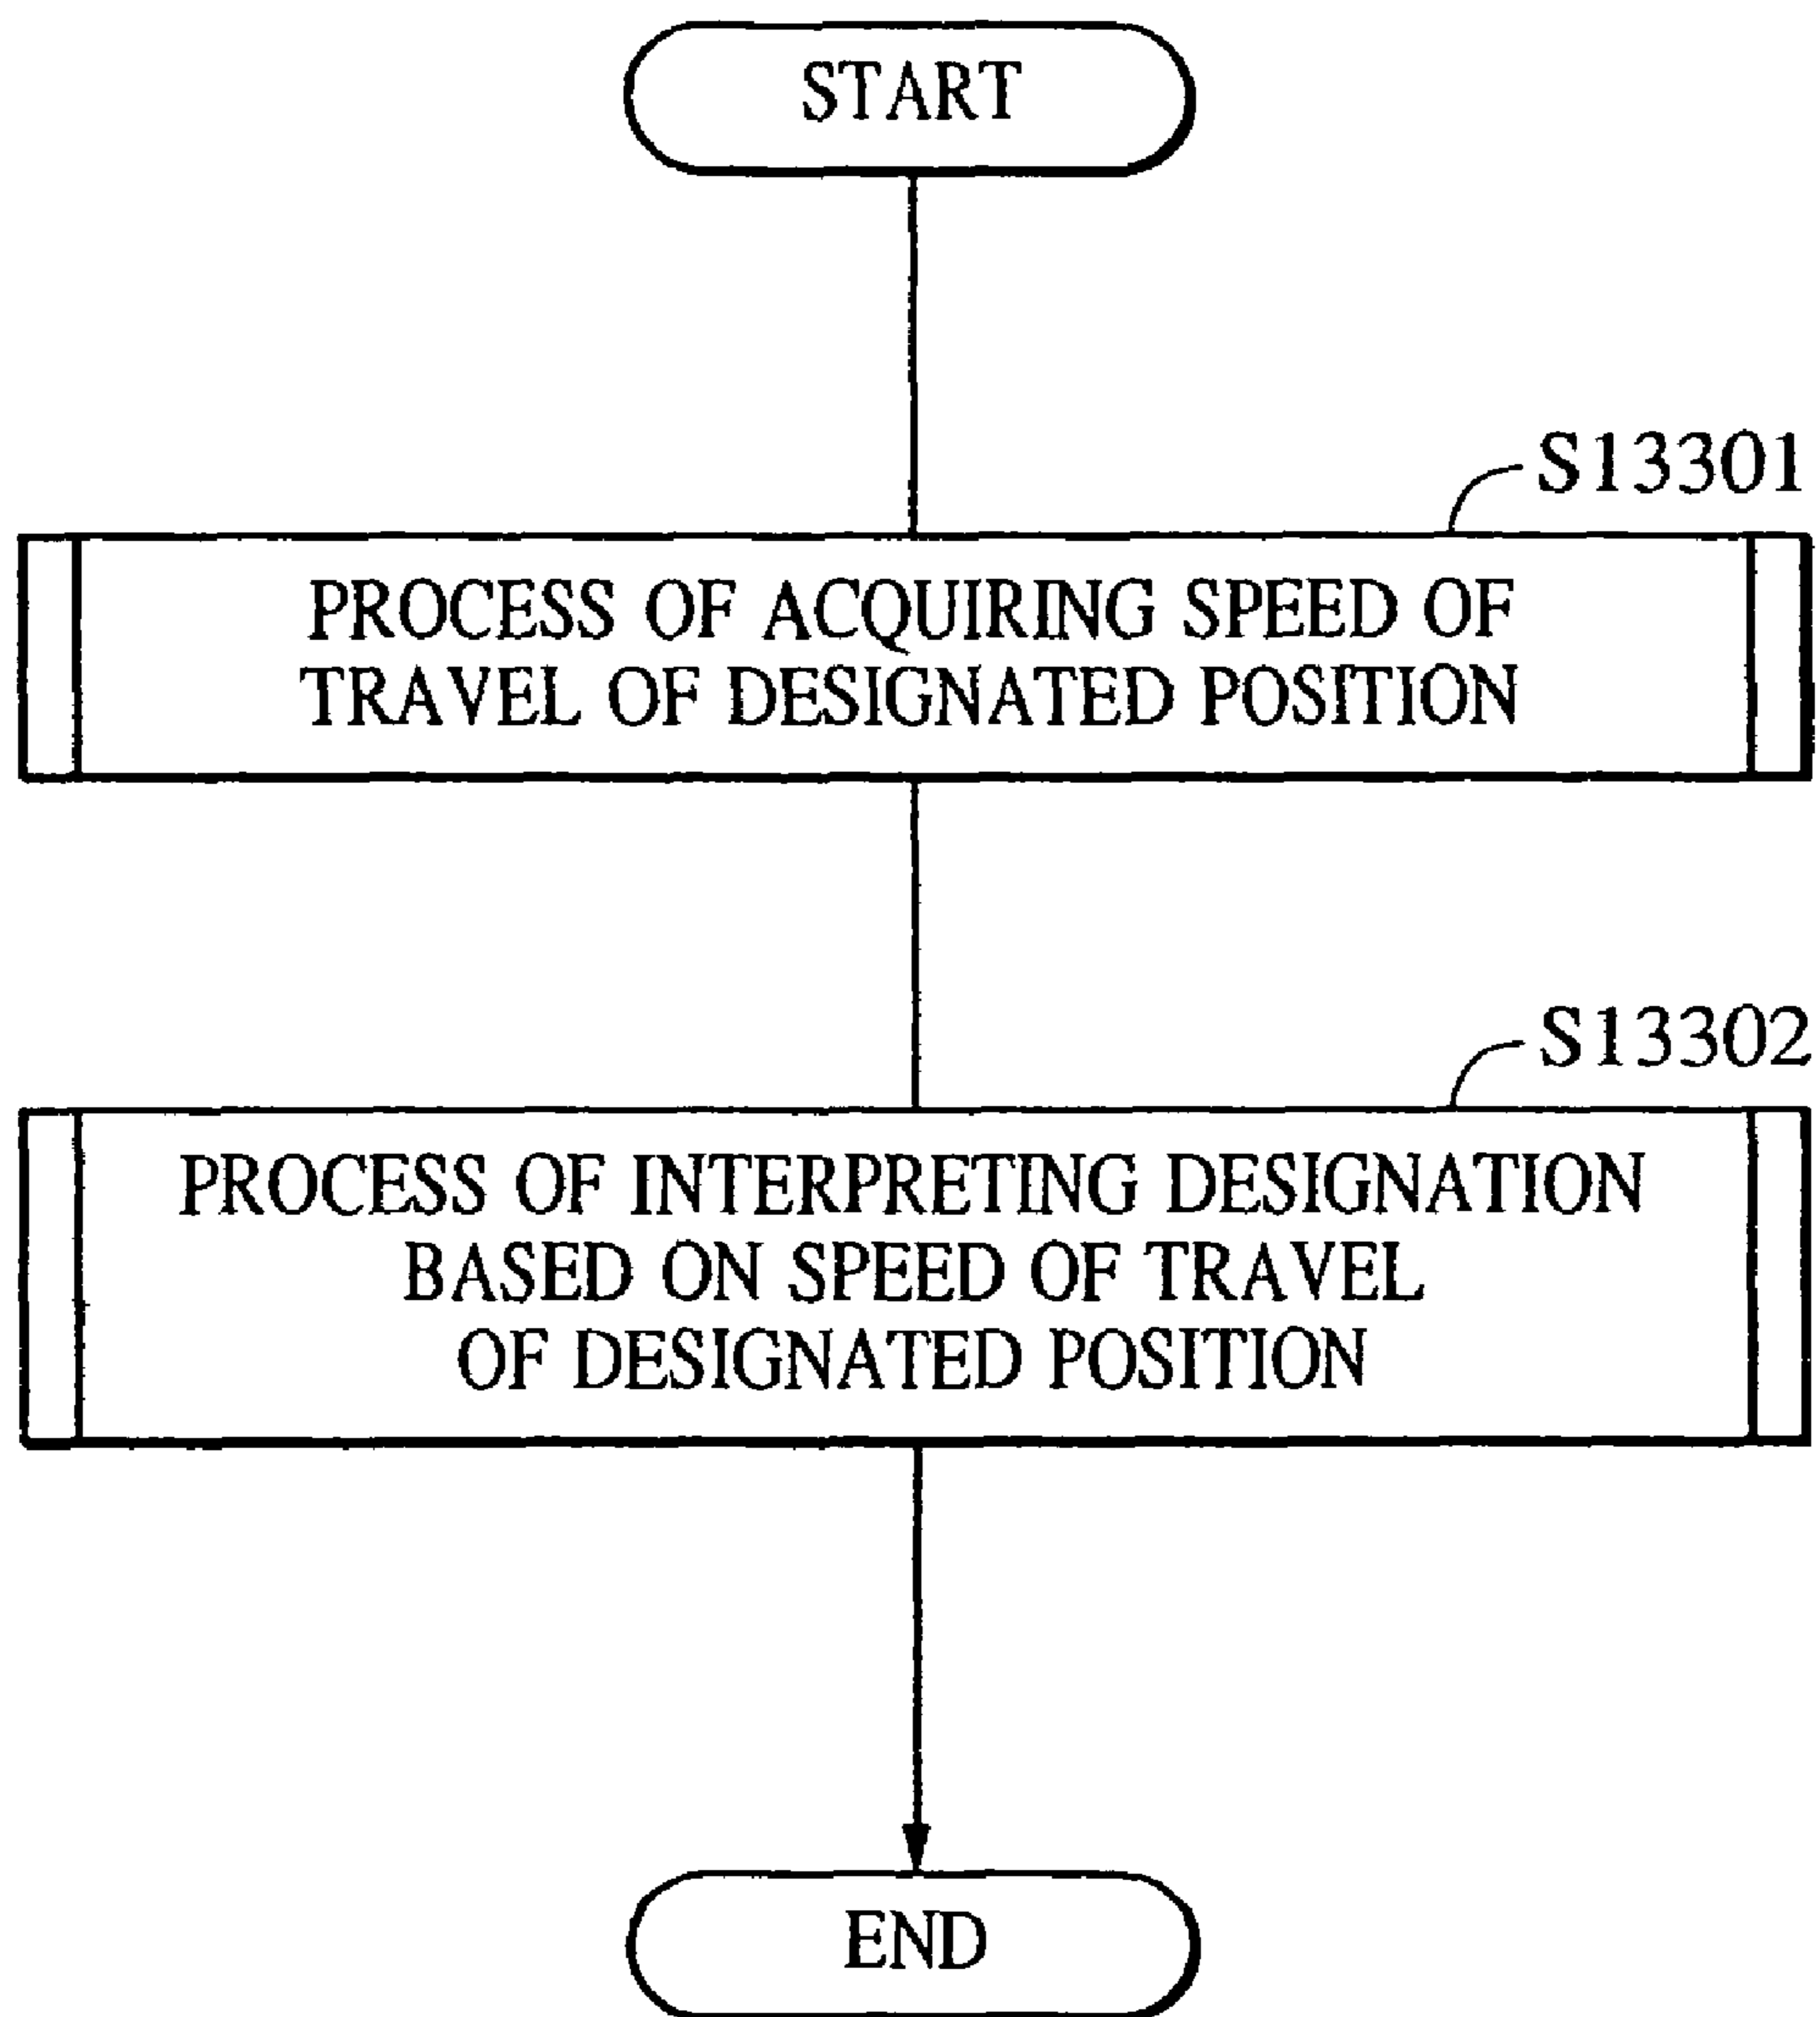 START
S13301
PROCESS OF ACQUIRING SPEED OF
TRAVEL OF DESIGNATED POSITION
S13302
PROCESS OF INTERPRETING DESIGNATION
BASED ON SPEED OF TRAVEL
OF DESIGNATED POSITION
END